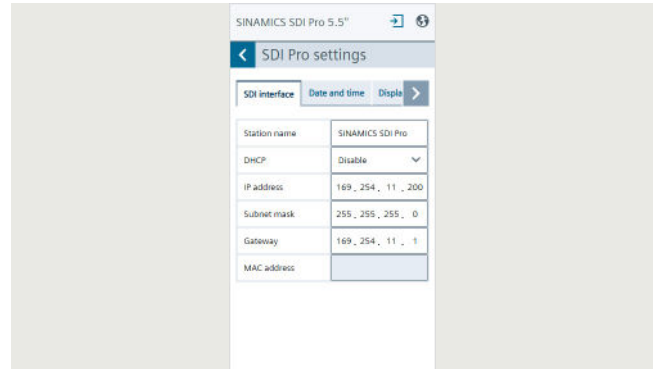 SINAMICS SDI Pro 5.5"
SDI Pro settings
SDI interface Date and time Displa
Station name SINAMICS SDI Pro
DHCP Disable
IP address 169 . 254 . 11 . 200
Subnet mask 255 . 255 . 255 . 0
Gateway 169 . 254 . 11 . 1
MAC address